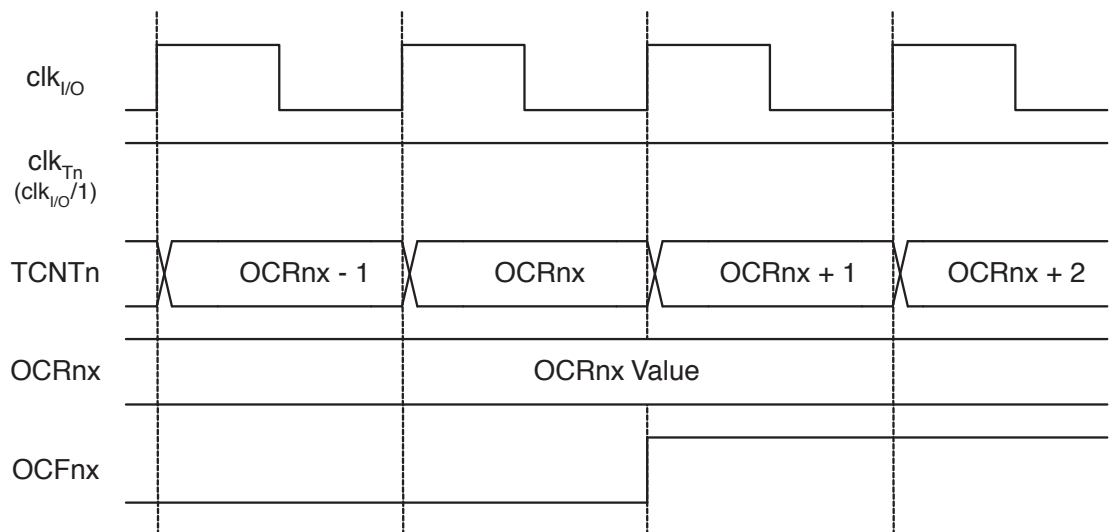 clkI/O
clkTn
(clkI/O/1)
TCNTn OCRnx - 1 OCRnx OCRnx + 1 OCRnx + 2
OCRnx OCRnx Value
OCFnx